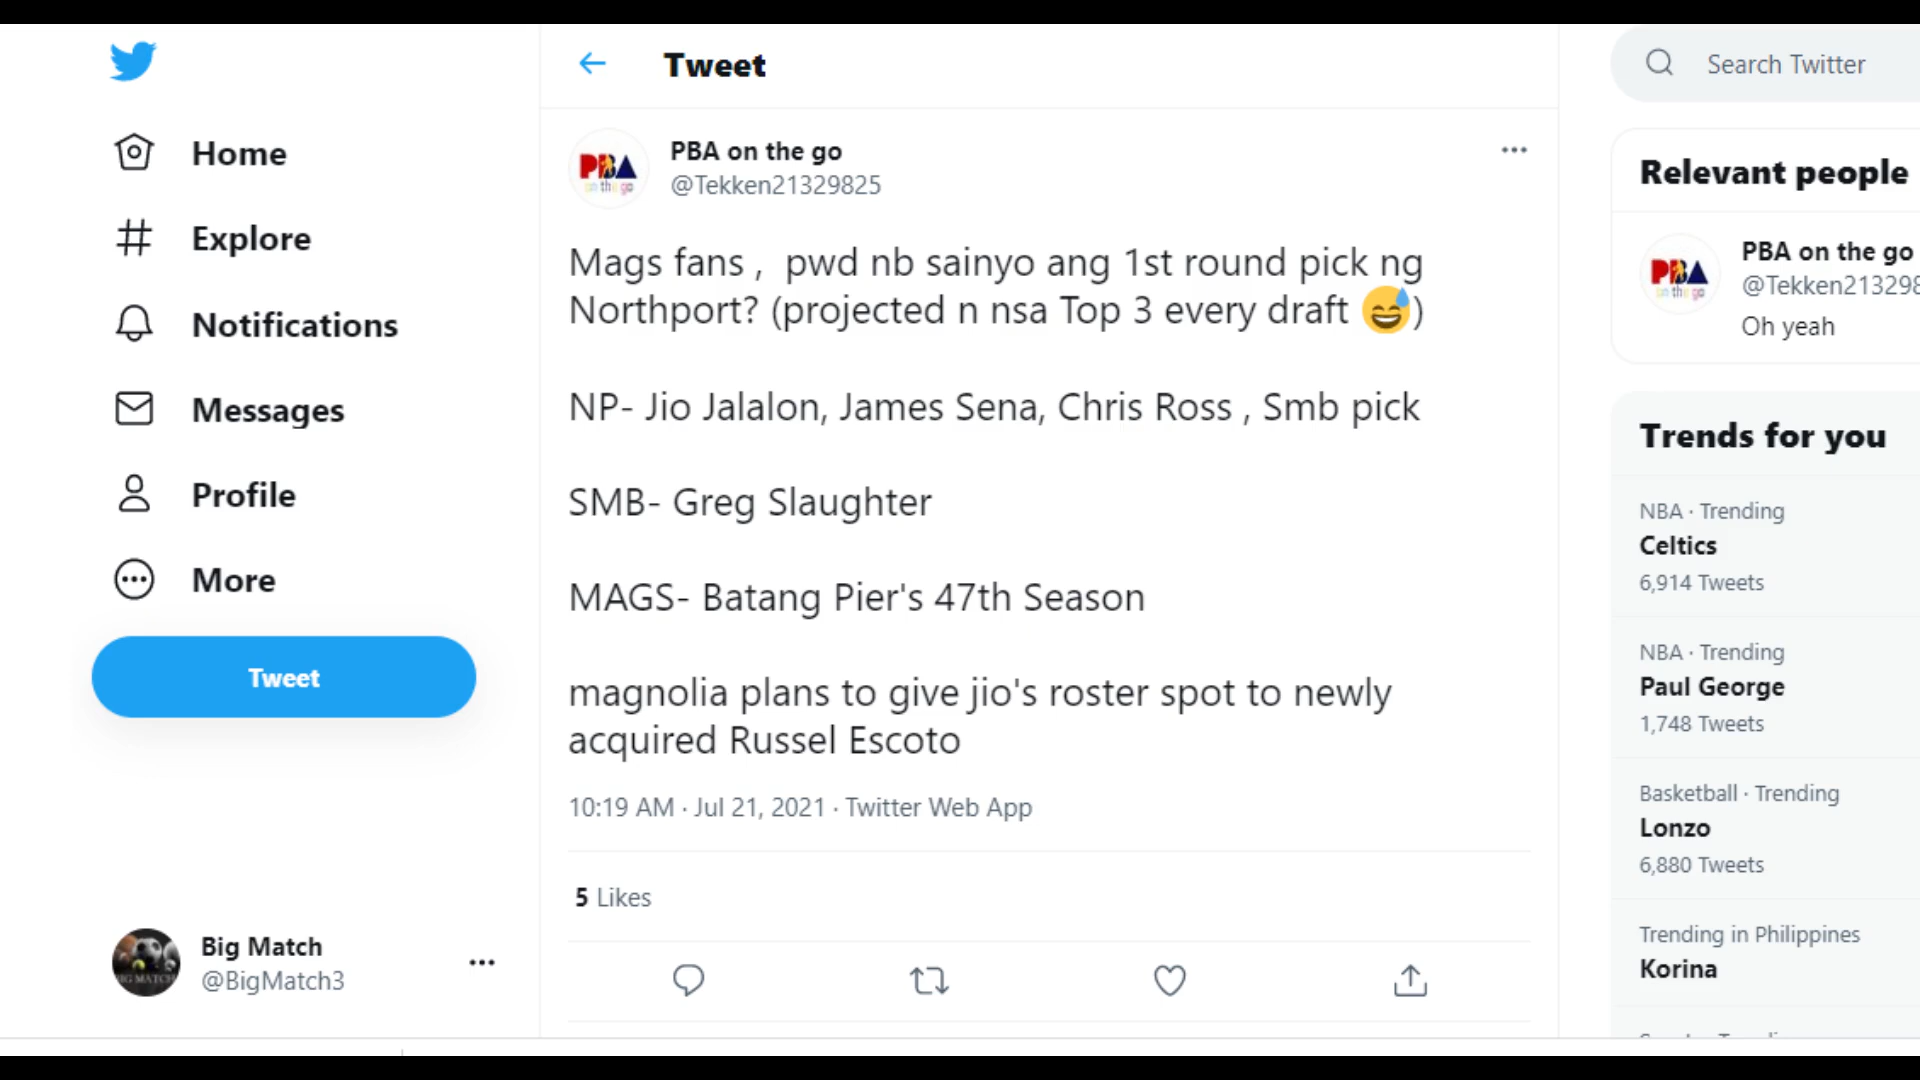 Home
Explore
Notifications
Messages
Profile
More
Tweet
Big Match
@BigMatch3
Tweet
PBA on the go
@Tekken21329825
Mags fans ,  pwd nb sainyo ang 1st round pick ng
Northport? (projected n nsa Top 3 every draft 😅)
NP- Jio Jalalon, James Sena, Chris Ross , Smb pick
SMB- Greg Slaughter
MAGS- Batang Pier's 47th Season
magnolia plans to give jio's roster spot to newly
acquired Russel Escoto
10:19 AM · Jul 21, 2021 · Twitter Web App
5 Likes
Search Twitter
Relevant people
PBA on the go
@Tekken213298
Oh yeah
Trends for you
NBA · Trending
Celtics
6,914 Tweets
NBA · Trending
Paul George
1,748 Tweets
Basketball · Trending
Lonzo
6,880 Tweets
Trending in Philippines
Korina